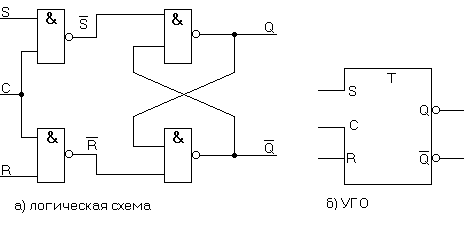 S & S̅ & Q
C
R & R̅ & Q̅
T
S
C
R
Q
Q̅
а) логическая схема
б) УГО